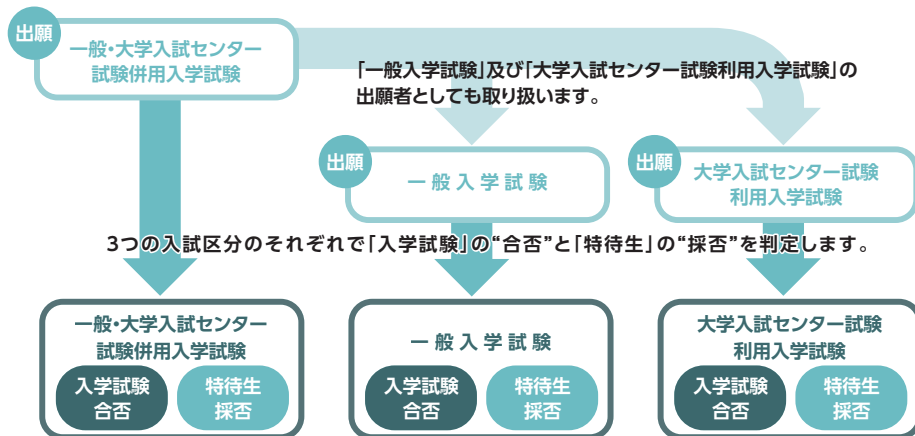 出願
一般・大学入試センター
試験併用入学試験
「一般入学試験」及び「大学入試センター試験利用入学試験」の
出願者としても取り扱います。
出願
一般入学試験
出願
大学入試センター試験
利用入学試験
3つの入試区分のそれぞれで「入学試験」の“合否”と「特待生」の“採否”を判定します。
一般・大学入試センター
試験併用入学試験
入学試験
合否
特待生
採否
一般入学試験
入学試験
合否
特待生
採否
大学入試センター試験
利用入学試験
入学試験
合否
特待生
採否